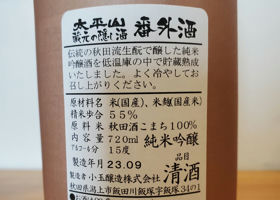 太平山
蔵元の隠し酒 番外酒
伝統の秋田流生酛で醸した純米
吟醸酒を低温庫の中で貯蔵熟成
いたしました。よく冷やしてお
召し上がりください。
原材料名 米(国産)、米麹(国産米)
精米歩合 55%
原料米 秋田酒こまち100%
内容量 720ml 純米吟醸
アルコール分 15度
品目
製造年月 23.09 清酒
製造者 小玉醸造株式会社
秋田県潟上市飯田川飯塚字飯塚34の1